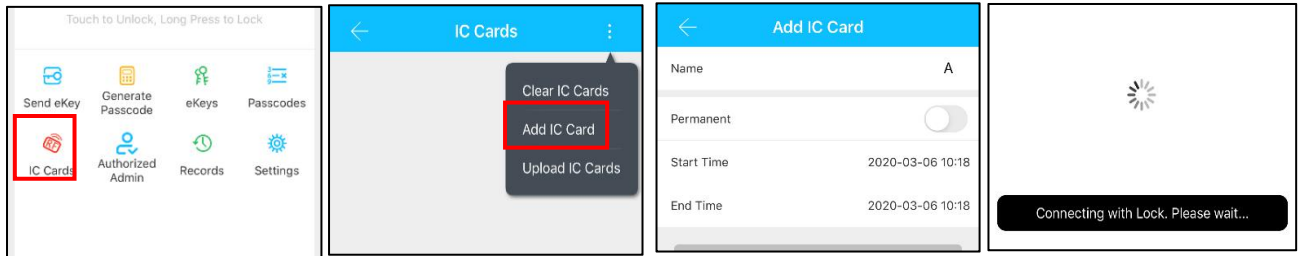 Touch to Unlock, Long Press to Lock
Send eKey
Generate
Passcode
eKeys
Passcodes
IC Cards
Authorized
Admin
Records
Settings
IC Cards
Clear IC Cards
Add IC Card
Upload IC Cards
Add IC Card
Name A
Permanent
Start Time 2020-03-06 10:18
End Time 2020-03-06 10:18
Connecting with Lock. Please wait...